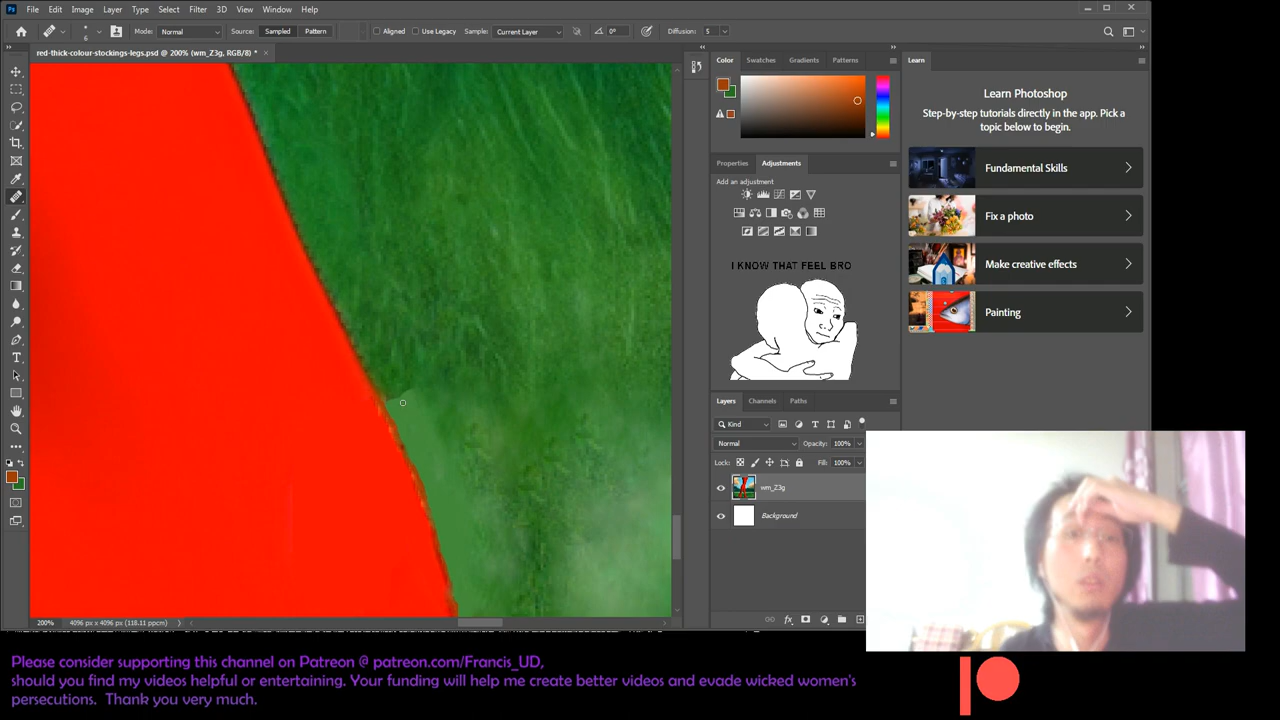 File Edit Image Layer Type Select Filter 3D View Window Help
6 Mode: Normal Source: Sampled Pattern Aligned Use Legacy Sample: Current Layer 0° Diffusion: 5
red-thick-colour-stockings-legs.psd @ 200% (wm_Z3g, RGB/8) *
Color Swatches Gradients Patterns
Learn
Learn Photoshop
Step-by-step tutorials directly in the app. Pick a
topic below to begin.
Fundamental Skills
Fix a photo
Make creative effects
Painting
Properties Adjustments
Add an adjustment
I KNOW THAT FEEL BRO
Layers Channels Paths
Kind
Normal Opacity: 100%
Lock: Fill: 100%
wm_Z3g
Background
200% 4096 px x 4096 px (118.11 ppcm)
Please consider supporting this channel on Patreon @ patreon.com/Francis_UD,
should you find my videos helpful or entertaining. Your funding will help me create better videos and evade wicked women's
persecutions. Thank you very much.